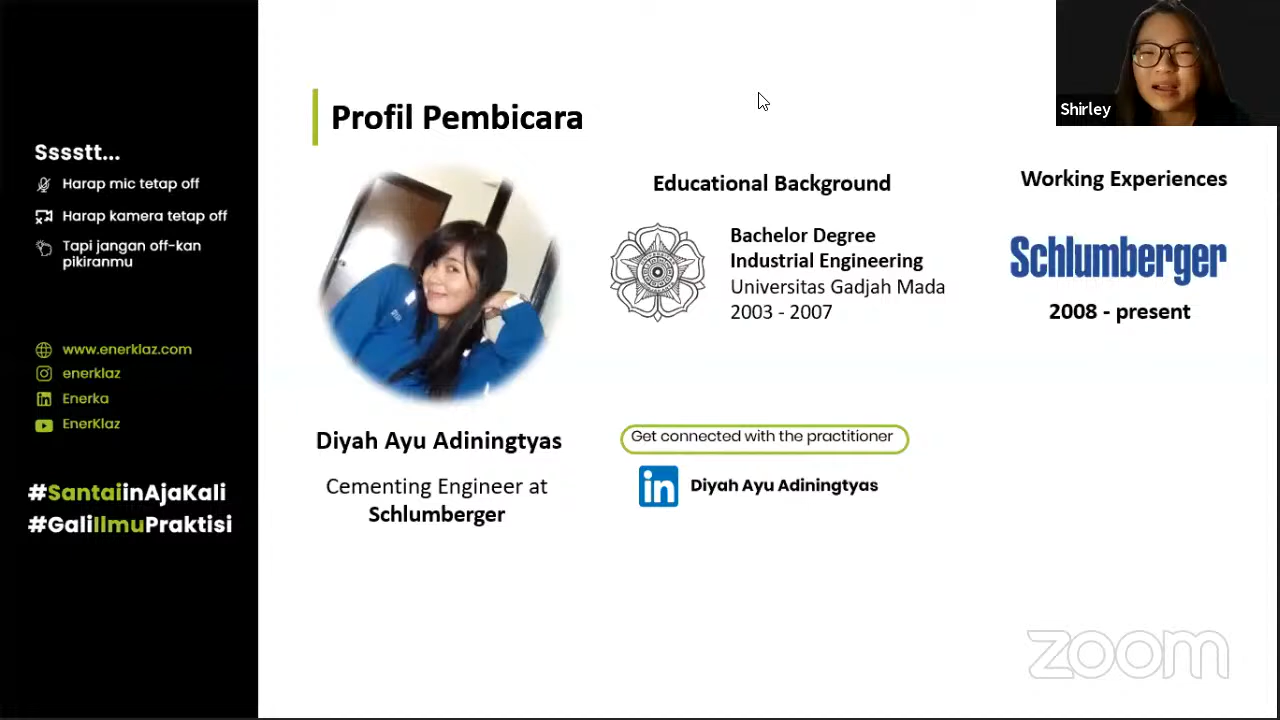 Sssstt...
Harap mic tetap off
Harap kamera tetap off
Tapi jangan off-kan
pikiranmu
www.enerklaz.com
enerklaz
Enerka
EnerKlaz
#SantaiinAjaKali
#GaliIlmuPraktisi
Profil Pembicara
Diyah Ayu Adiningtyas
Cementing Engineer at
Schlumberger
Educational Background
Bachelor Degree
Industrial Engineering
Universitas Gadjah Mada
2003 - 2007
Get connected with the practitioner
in
Diyah Ayu Adiningtyas
Working Experiences
Schlumberger
2008 - present
Shirley
zoom